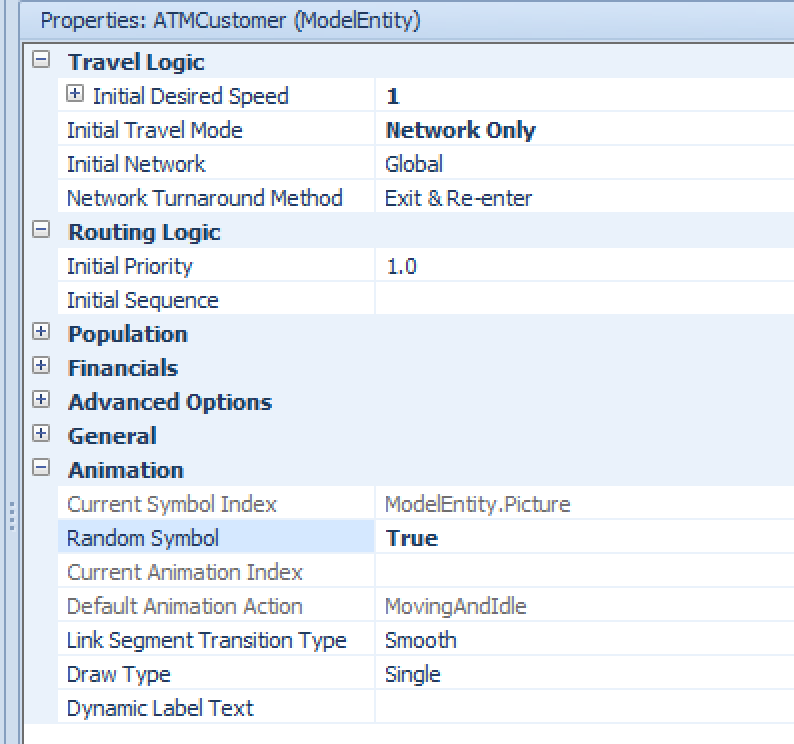 Properties: ATMCustomer (ModelEntity)
Travel Logic
Initial Desired Speed 1
Initial Travel Mode Network Only
Initial Network Global
Network Turnaround Method Exit & Re-enter
Routing Logic
Initial Priority 1.0
Initial Sequence
Population
Financials
Advanced Options
General
Animation
Current Symbol Index ModelEntity.Picture
Random Symbol True
Current Animation Index
Default Animation Action MovingAndIdle
Link Segment Transition Type Smooth
Draw Type Single
Dynamic Label Text